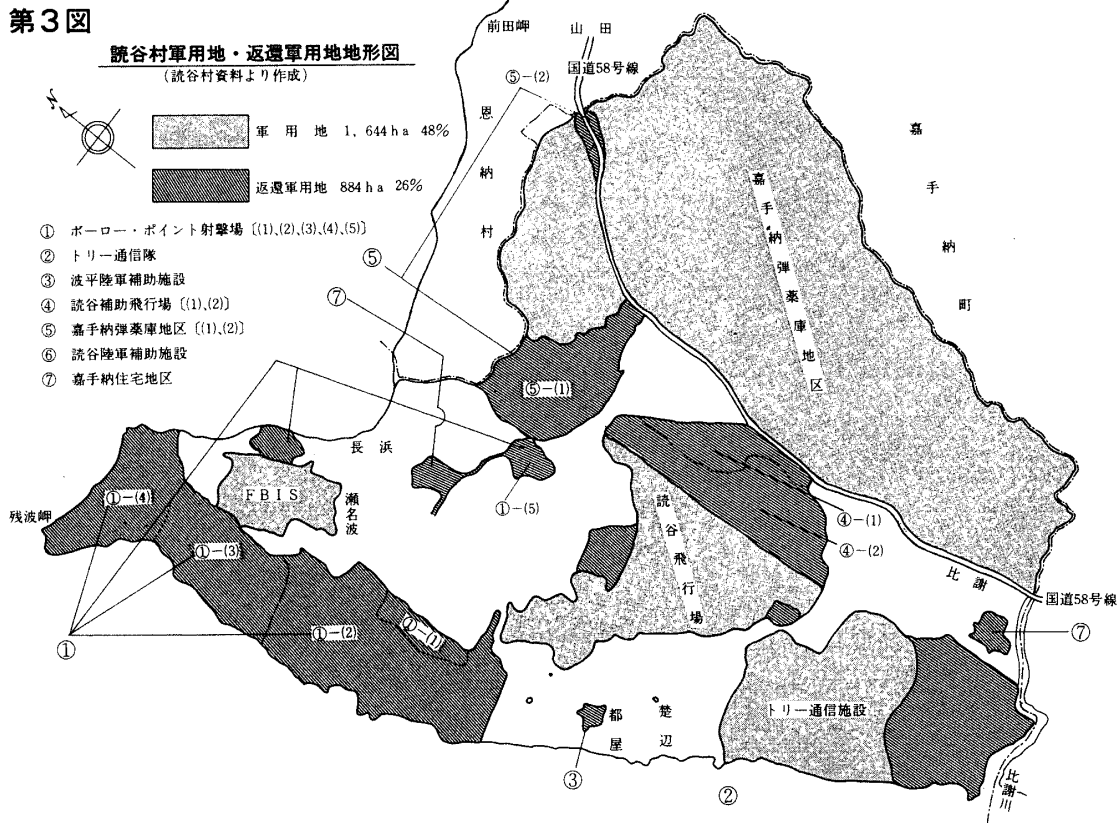 第3図
読谷村軍用地・返還軍用地地形図
(読谷村資料より作成)
N
軍用地 1,644ha 48%
返還軍用地 884ha 26%
① ボーロー・ポイント射撃場〔(1),(2),(3),(4),(5)〕
② トリー通信隊
③ 波平陸軍補助施設
④ 読谷補助飛行場〔(1),(2)〕
⑤ 嘉手納弾薬庫地区〔(1),(2)〕
⑥ 読谷陸軍補助施設
⑦ 嘉手納住宅地区
前田岬
山田
国道58号線
⑤-(2)
恩納村
嘉手納町
嘉手納弾薬庫地区
⑤
⑦
⑤-(1)
長浜
①-(4)
FBIS
瀬名波
残波岬
①-(5)
①-(3)
④-(1)
④-(2)
読谷飛行場
比謝
国道58号線
①-(2)
①-(1)
①
⑦
トリー通信施設
都屋
楚辺
③
②
比謝川